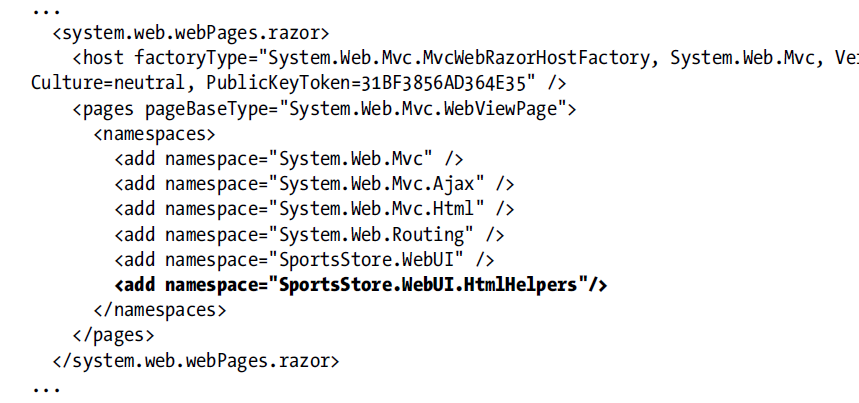 ...
<system.web.webPages.razor>
<host factoryType="System.Web.Mvc.MvcWebRazorHostFactory, System.Web.Mvc,
Culture=neutral, PublicKeyToken=31BF3856AD364E35" />
<pages pageBaseType="System.Web.Mvc.WebViewPage">
<namespaces>
<add namespace="System.Web.Mvc" />
<add namespace="System.Web.Mvc.Ajax" />
<add namespace="System.Web.Mvc.Html" />
<add namespace="System.Web.Routing" />
<add namespace="SportsStore.WebUI" />
<add namespace="SportsStore.WebUI.HtmlHelpers"/>
</namespaces>
</pages>
</system.web.webPages.razor>
...